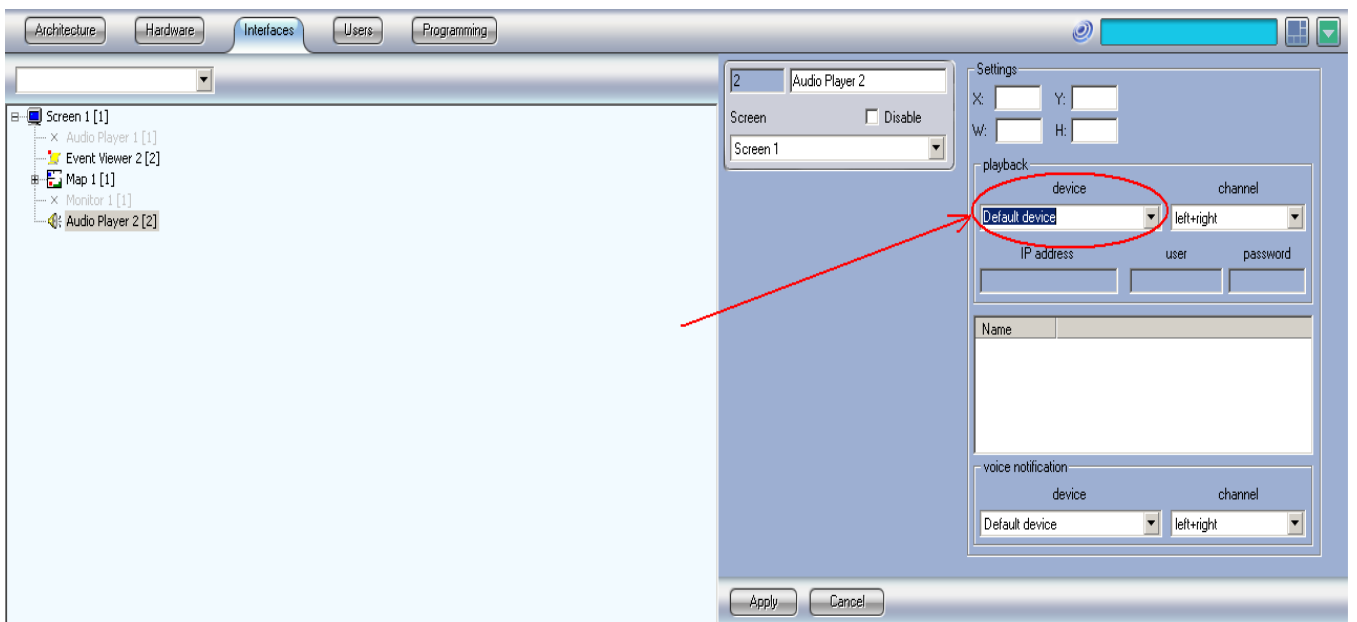 Architecture Hardware Interfaces Users Programming
Screen 1 [1]
Audio Player 1 [1]
Event Viewer 2 [2]
Map 1 [1]
Monitor 1 [1]
Audio Player 2 [2]
2 Audio Player 2
Screen Disable
Screen 1
Settings
X: Y:
W: H:
playback
device channel
Default device left+right
IP address user password
Name
voice notification
device channel
Default device left+right
Apply Cancel